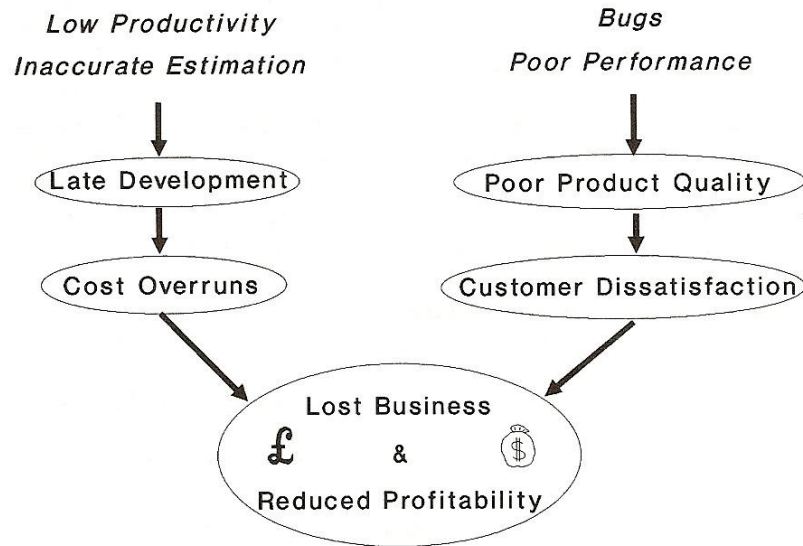 Low Productivity
Inaccurate Estimation
Bugs
Poor Performance
Late Development
Poor Product Quality
Cost Overruns
Customer Dissatisfaction
Lost Business
£ & $
Reduced Profitability